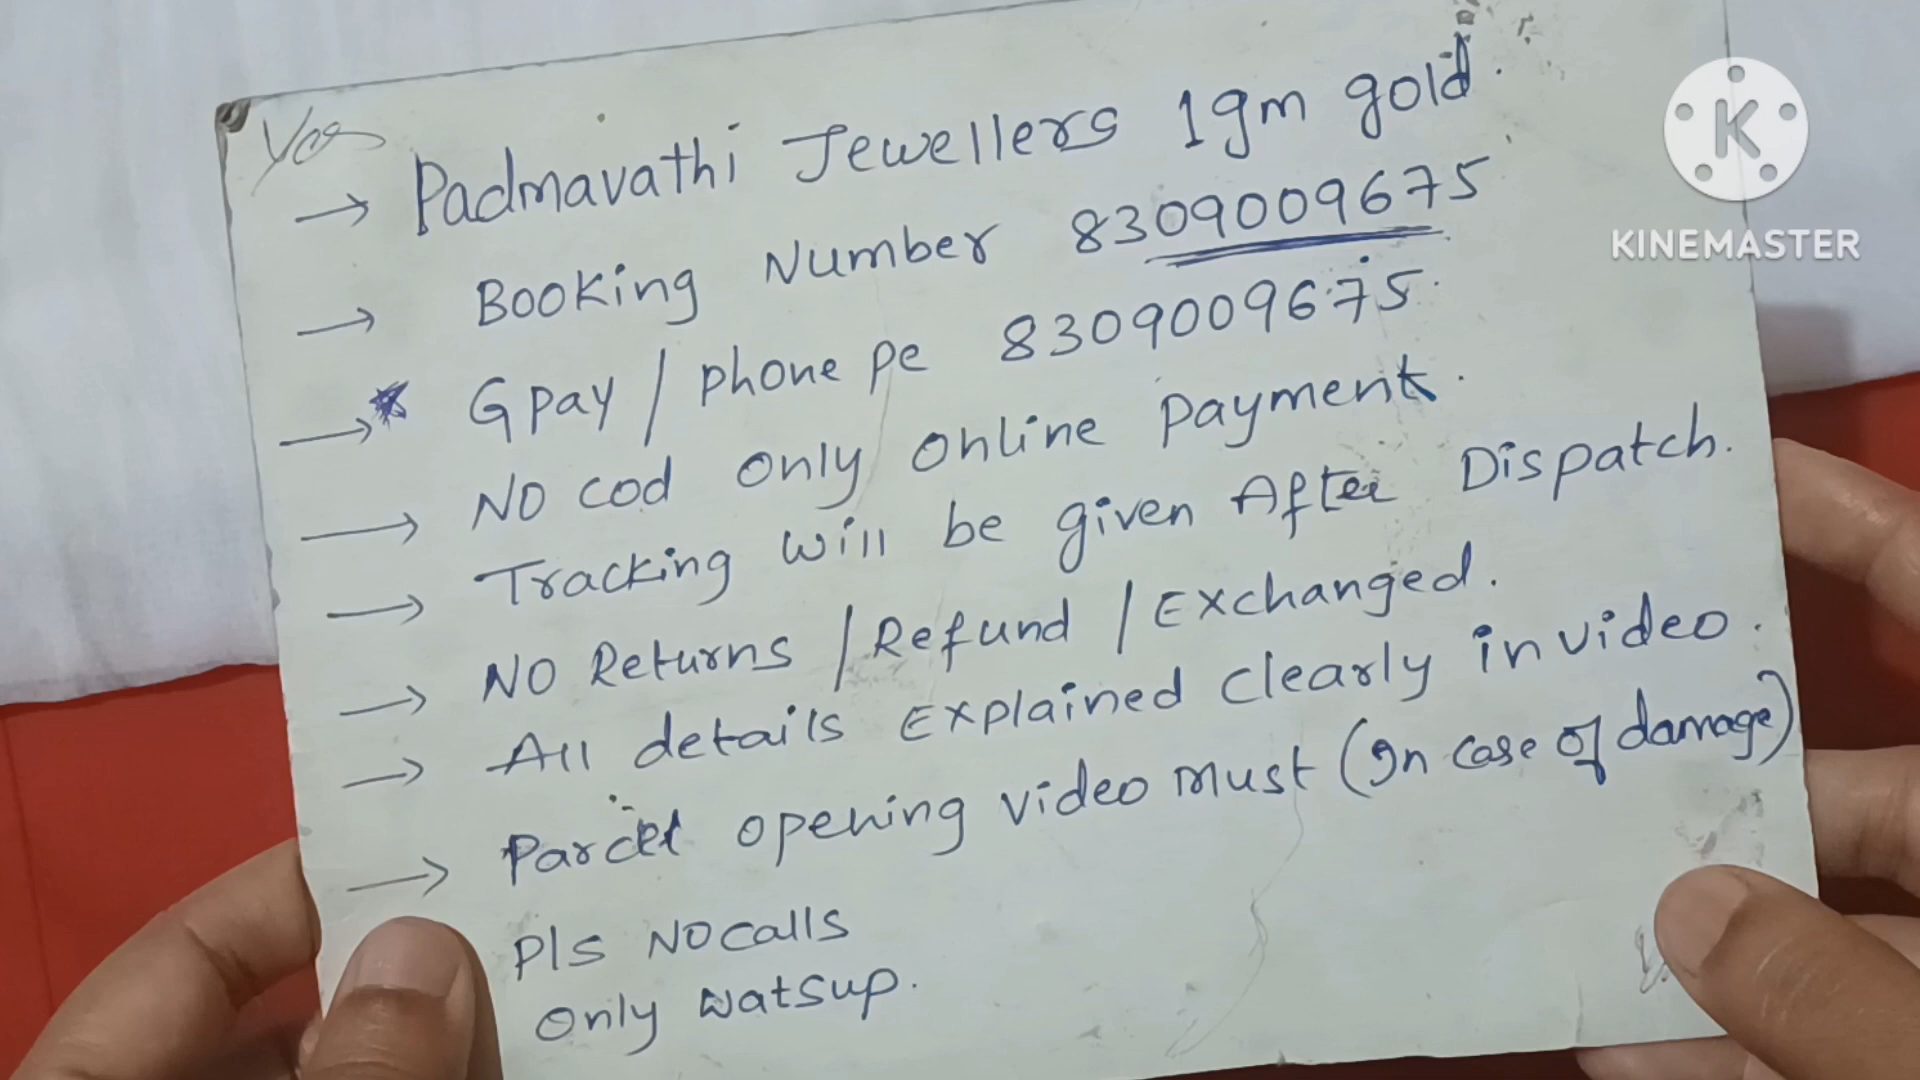 Yes
→ Padmavathi Jewellers 1gm gold.
→ Booking Number 8309009675
→ * Gpay / phone pe 8309009675.
→ NO cod only online payment.
→ Tracking will be given After Dispatch.
→ NO Returns / Refund / Exchanged.
→ All details Explained clearly in video.
→ Parcel opening video must (In case of damage)
Pls NO calls
only watsup.
KINEMASTER